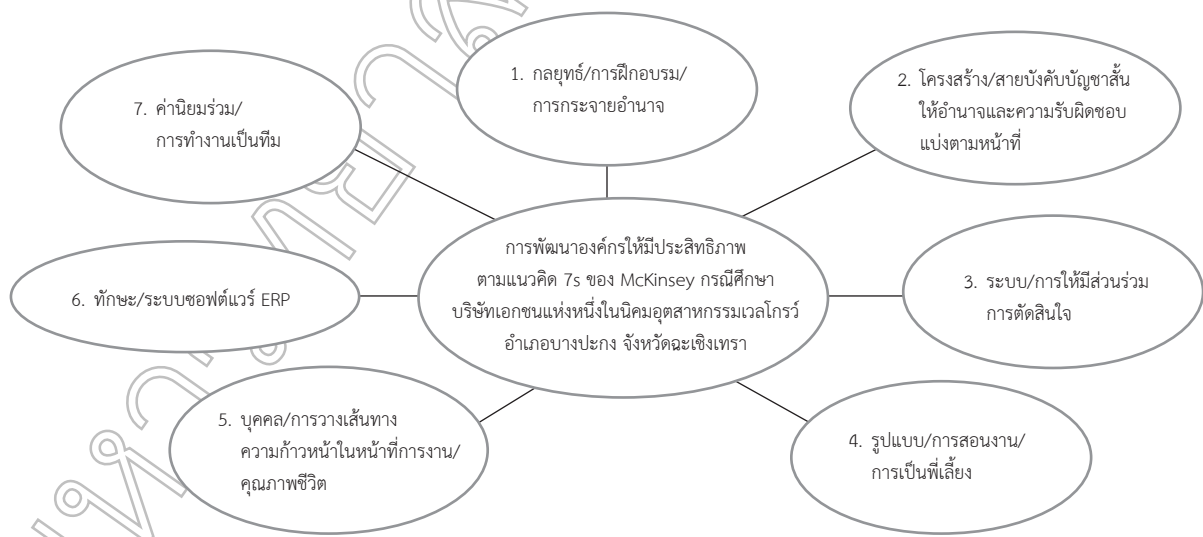 1. กลยุทธ์/การฝึกอบรม/
การกระจายอำนาจ
2. โครงสร้าง/สายบังคับบัญชาสั้น
ให้อำนาจและความรับผิดชอบ
แบ่งตามหน้าที่
3. ระบบ/การให้มีส่วนร่วม
การตัดสินใจ
4. รูปแบบ/การสอนงาน/
การเป็นพี่เลี้ยง
5. บุคคล/การวางเส้นทาง
ความก้าวหน้าในหน้าที่การงาน/
คุณภาพชีวิต
6. ทักษะ/ระบบซอฟต์แวร์ ERP
7. ค่านิยมร่วม/
การทำงานเป็นทีม
การพัฒนาองค์กรให้มีประสิทธิภาพ
ตามแนวคิด 7s ของ McKinsey กรณีศึกษา
บริษัทเอกชนแห่งหนึ่งในนิคมอุตสาหกรรมเวลโกรว์
อำเภอบางปะกง จังหวัดฉะเชิงเทรา